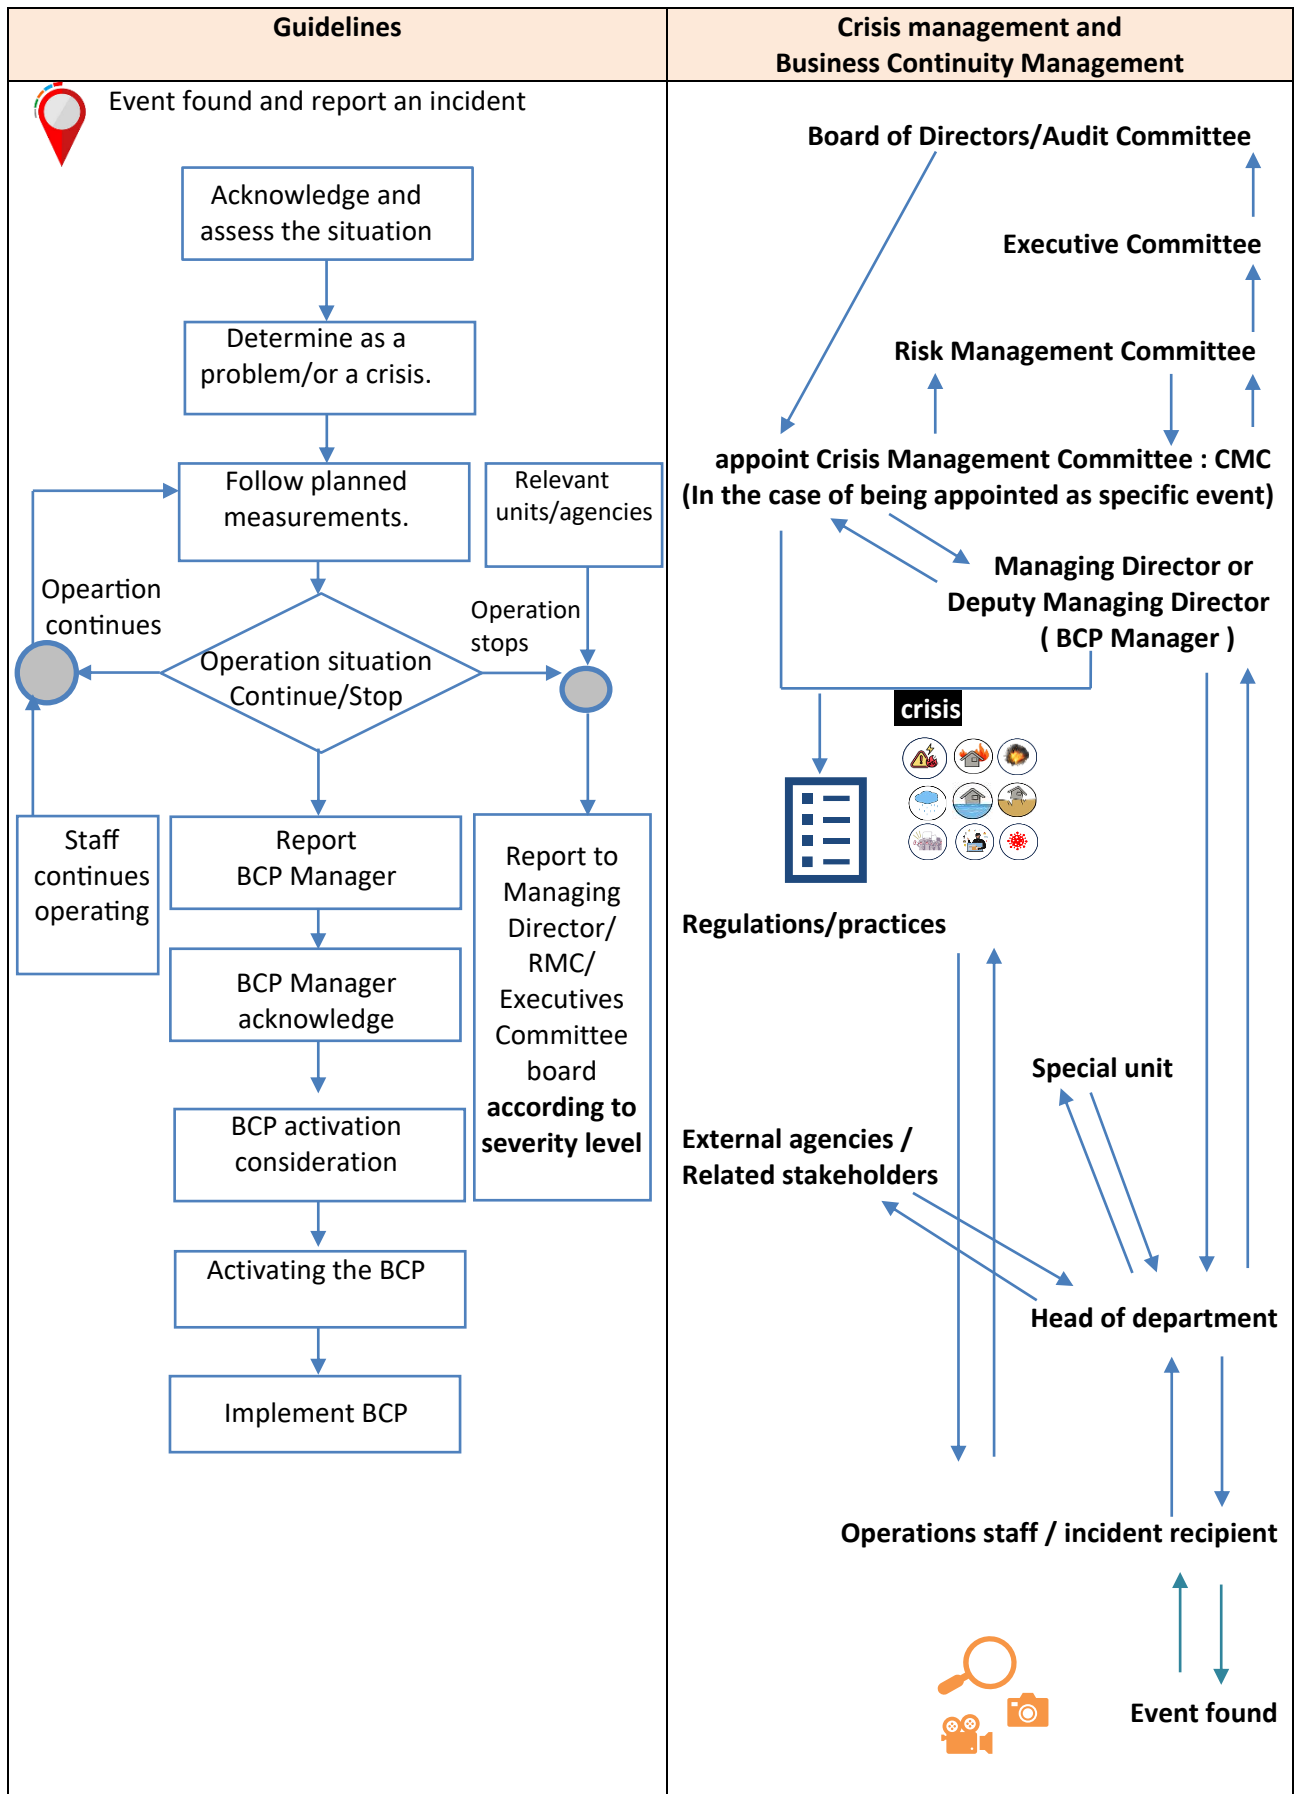 Guidelines
Event found and report an incident
Acknowledge and
assess the situation
Determine as a
problem/or a crisis.
Follow planned
measurements.
Relevant
units/agencies
Opeartion
continues
Operation
stops
Operation situation
Continue/Stop
Staff
continues
operating
Report
BCP Manager
BCP Manager
acknowledge
BCP activation
consideration
Activating the BCP
Implement BCP
Report to
Managing
Director/
RMC/
Executives
Committee
board
according to
severity level
Crisis management and
Business Continuity Management
Board of Directors/Audit Committee
Executive Committee
Risk Management Committee
appoint Crisis Management Committee : CMC
(In the case of being appointed as specific event)
Managing Director or
Deputy Managing Director
( BCP Manager )
crisis
Regulations/practices
Special unit
External agencies /
Related stakeholders
Head of department
Operations staff / incident recipient
Event found